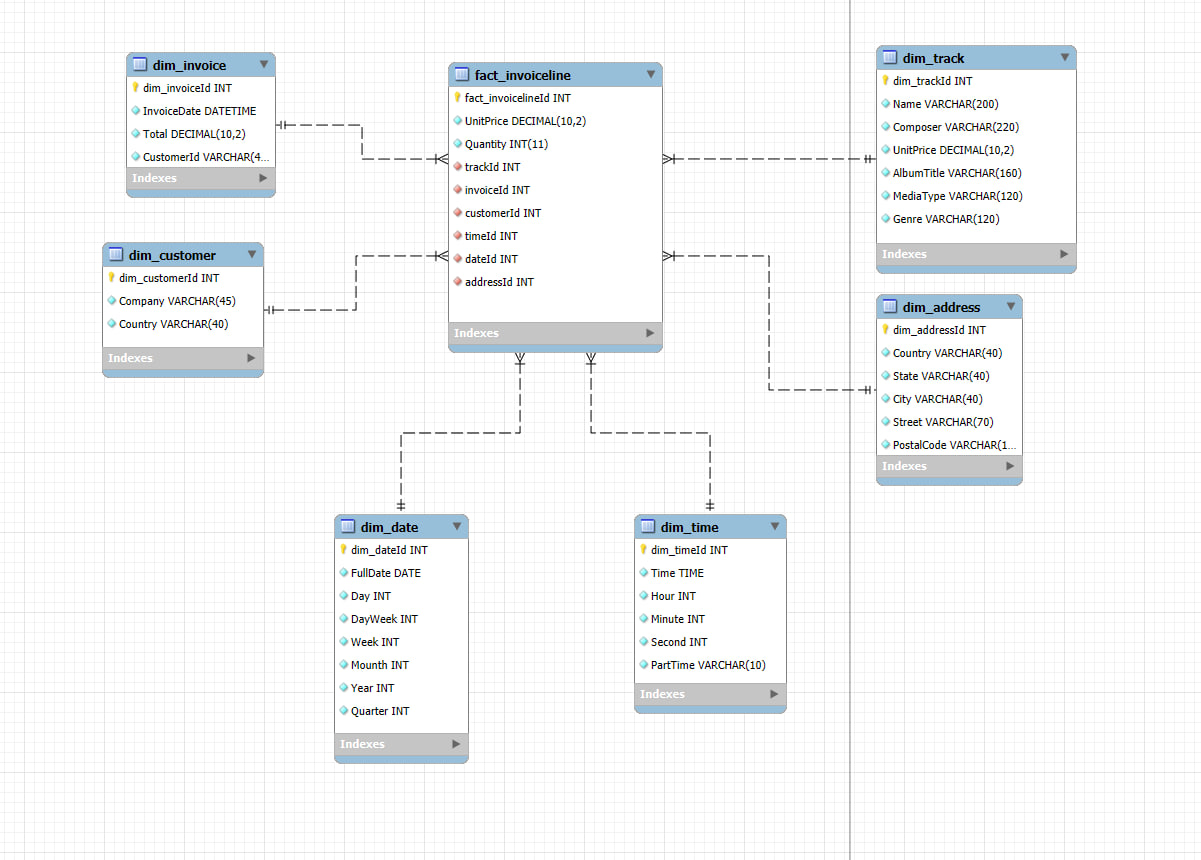 dim_invoice
dim_invoiceId INT
InvoiceDate DATETIME
Total DECIMAL(10,2)
CustomerId VARCHAR(4...
Indexes
dim_customer
dim_customerId INT
Company VARCHAR(45)
Country VARCHAR(40)
Indexes
fact_invoiceline
fact_invoicelineId INT
UnitPrice DECIMAL(10,2)
Quantity INT(11)
trackId INT
invoiceId INT
customerId INT
timeId INT
dateId INT
addressId INT
Indexes
dim_track
dim_trackId INT
Name VARCHAR(200)
Composer VARCHAR(220)
UnitPrice DECIMAL(10,2)
AlbumTitle VARCHAR(160)
MediaType VARCHAR(120)
Genre VARCHAR(120)
Indexes
dim_address
dim_addressId INT
Country VARCHAR(40)
State VARCHAR(40)
City VARCHAR(40)
Street VARCHAR(70)
PostalCode VARCHAR(1...
Indexes
dim_date
dim_dateId INT
FullDate DATE
Day INT
DayWeek INT
Week INT
Mounth INT
Year INT
Quarter INT
Indexes
dim_time
dim_timeId INT
Time TIME
Hour INT
Minute INT
Second INT
PartTime VARCHAR(10)
Indexes